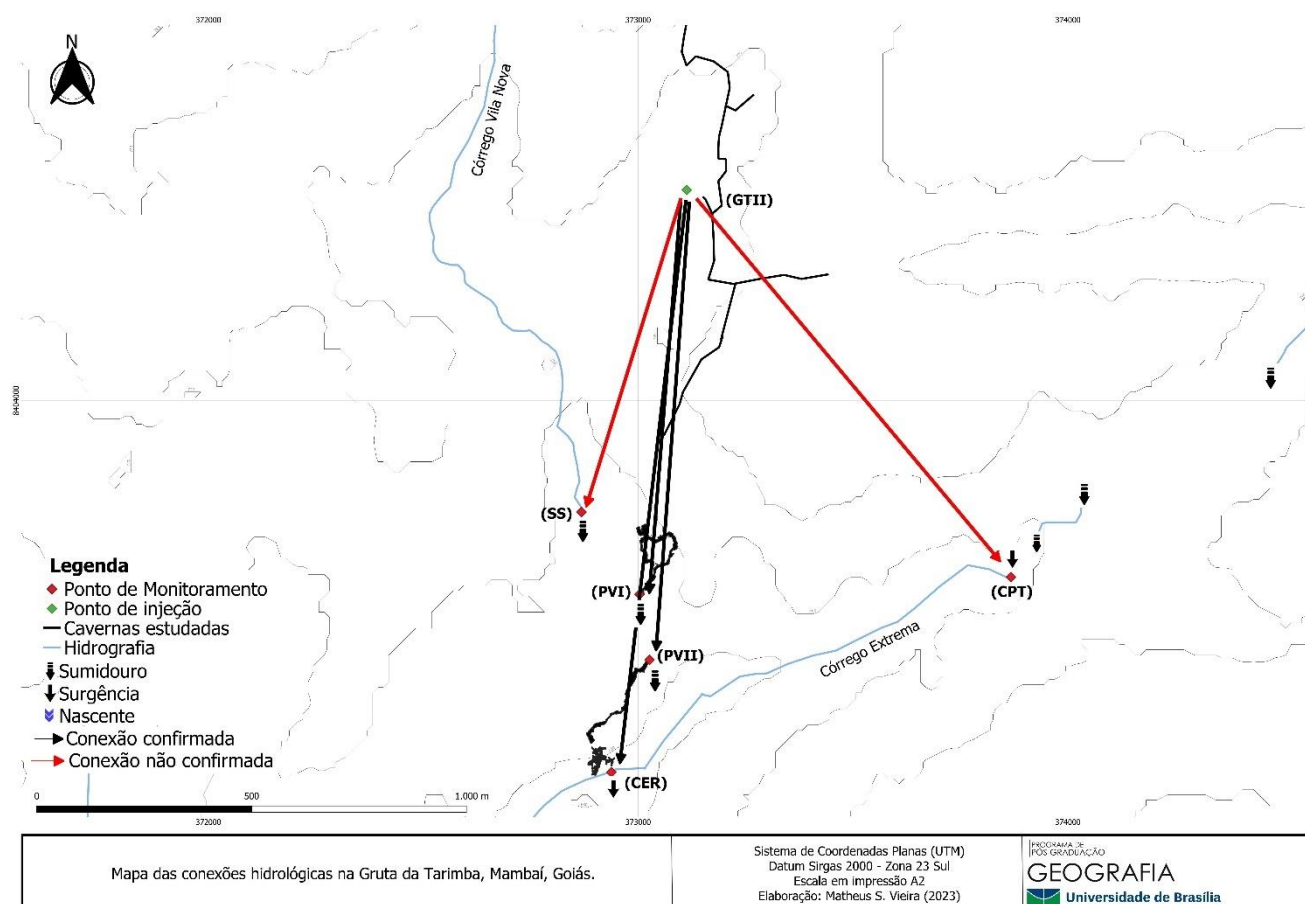 372000
373000
374000
N
Córrego Vila Nova
(GTII)
8404000
(SS)
(PVI)
(CPT)
(PVII)
Córrego Extrema
(CER)
Legenda
Ponto de Monitoramento
Ponto de injeção
Cavernas estudadas
Hidrografia
Sumidouro
Surgência
Nascente
Conexão confirmada
Conexão não confirmada
0 500 1.000 m
372000
373000
374000
Mapa das conexões hidrológicas na Gruta da Tarimba, Mambaí, Goiás.
Sistema de Coordenadas Planas (UTM)
Datum Sirgas 2000 - Zona 23 Sul
Escala em impressão A2
Elaboração: Matheus S. Vieira (2023)
PROGRAMA DE
PÓS GRADUAÇÃO
GEOGRAFIA
Universidade de Brasília